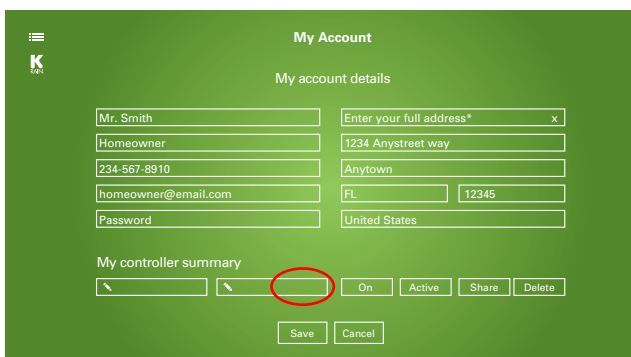 My Account
K
RAIN
My account details
Mr. Smith
Enter your full address* x
Homeowner
1234 Anystreet way
234-567-8910
Anytown
homeowner@email.com
FL 12345
Password
United States
My controller summary
On Active Share Delete
Save Cancel